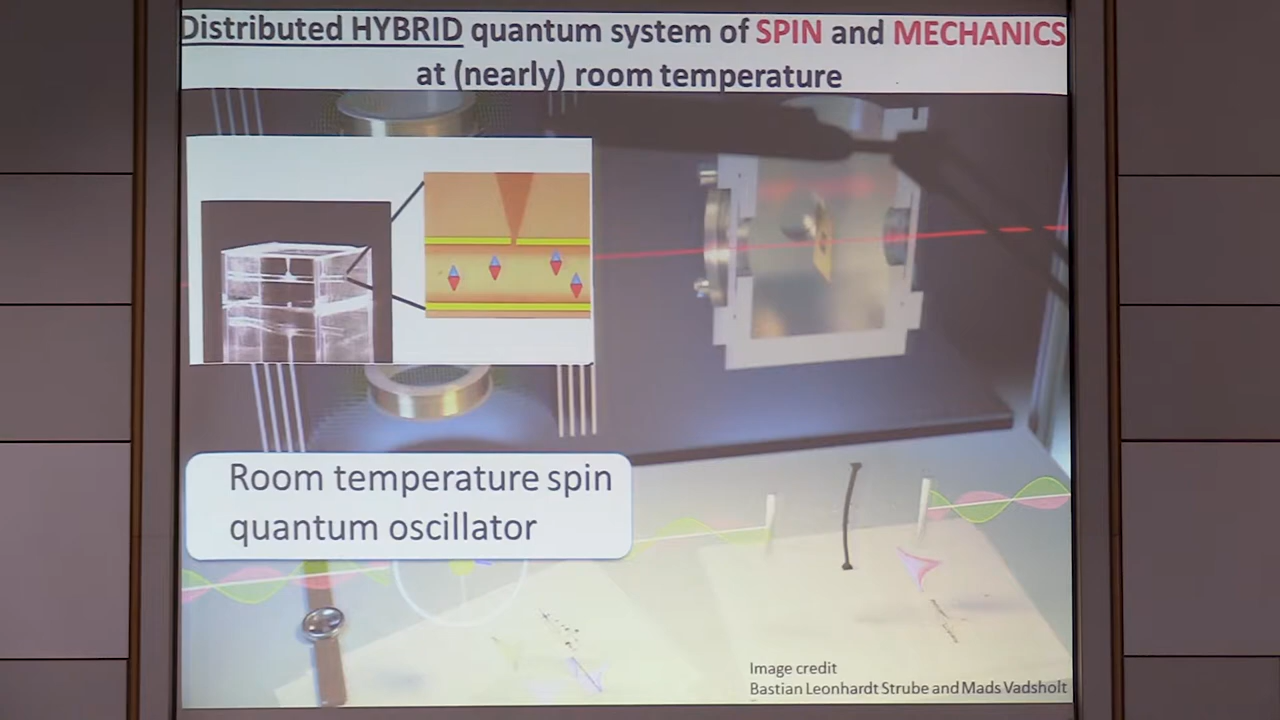 Distributed HYBRID quantum system of SPIN and MECHANICS
at (nearly) room temperature
Room temperature spin
quantum oscillator
Image credit
Bastian Leonhardt Strube and Mads Vadsholt